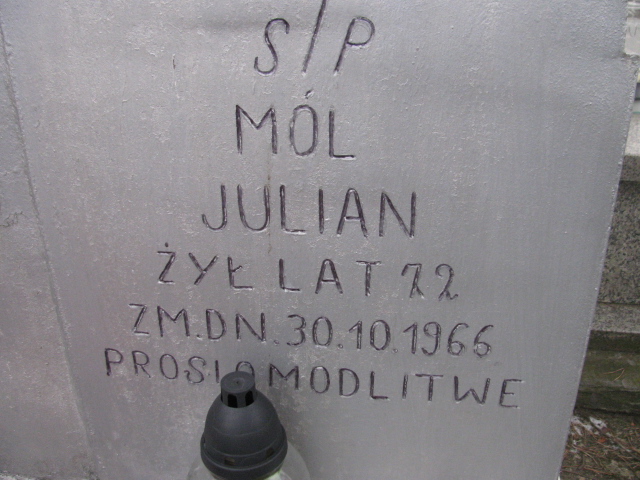 S/P
MÓL
JULIAN
ŻYŁ LAT 72
ZM.DN.30.10.1966
PROSI O MODLITWE